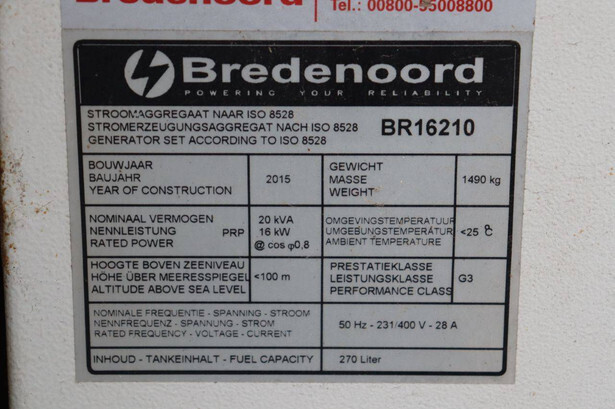 Bredenoord
Tel.: 00800-55008800
Bredenoord
POWERING YOUR RELIABILITY
STROOMAGGREGAAT NAAR ISO 8528
STROMERZEUGUNGSAGGREGAT NACH ISO 8528
GENERATOR SET ACCORDING TO ISO 8528
BR16210
BOUWJAAR
BAUJAHR
YEAR OF CONSTRUCTION
2015
GEWICHT
MASSE
WEIGHT
1490 kg
NOMINAAL VERMOGEN
NENNLEISTUNG
RATED POWER
PRP
20 kVA
16 kW
@ cos φ0,8
OMGEVINGSTEMPERATUUR
UMGEBUNGSTEMPERATUR
AMBIENT TEMPERATURE
<25 °C
HOOGTE BOVEN ZEENIVEAU
HÖHE ÜBER MEERESSPIEGEL
ALTITUDE ABOVE SEA LEVEL
<100 m
PRESTATIEKLASSE
LEISTUNGSKLASSE
PERFORMANCE CLASS
G3
NOMINALE FREQUENTIE - SPANNING - STROOM
NENNFREQUENZ - SPANNUNG - STROM
RATED FREQUENCY - VOLTAGE - CURRENT
50 Hz - 231/400 V - 28 A
INHOUD - TANKEINHALT - FUEL CAPACITY
270 Liter